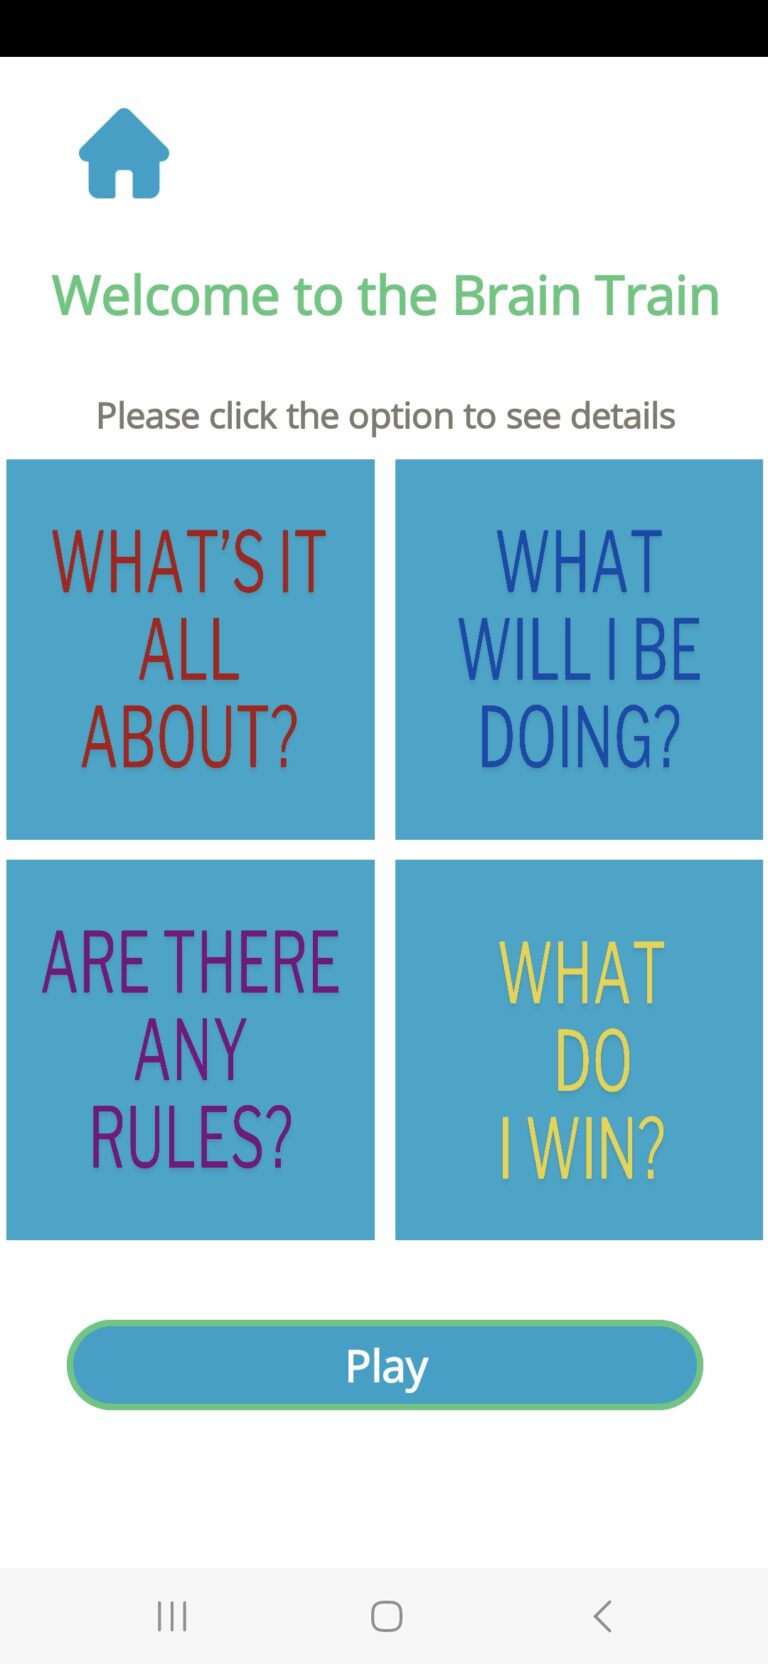 Welcome to the Brain Train
Please click the option to see details
WHAT'S IT
ALL
ABOUT?
WHAT
WILL I BE
DOING?
ARE THERE
ANY
RULES?
WHAT
DO
I WIN?
Play